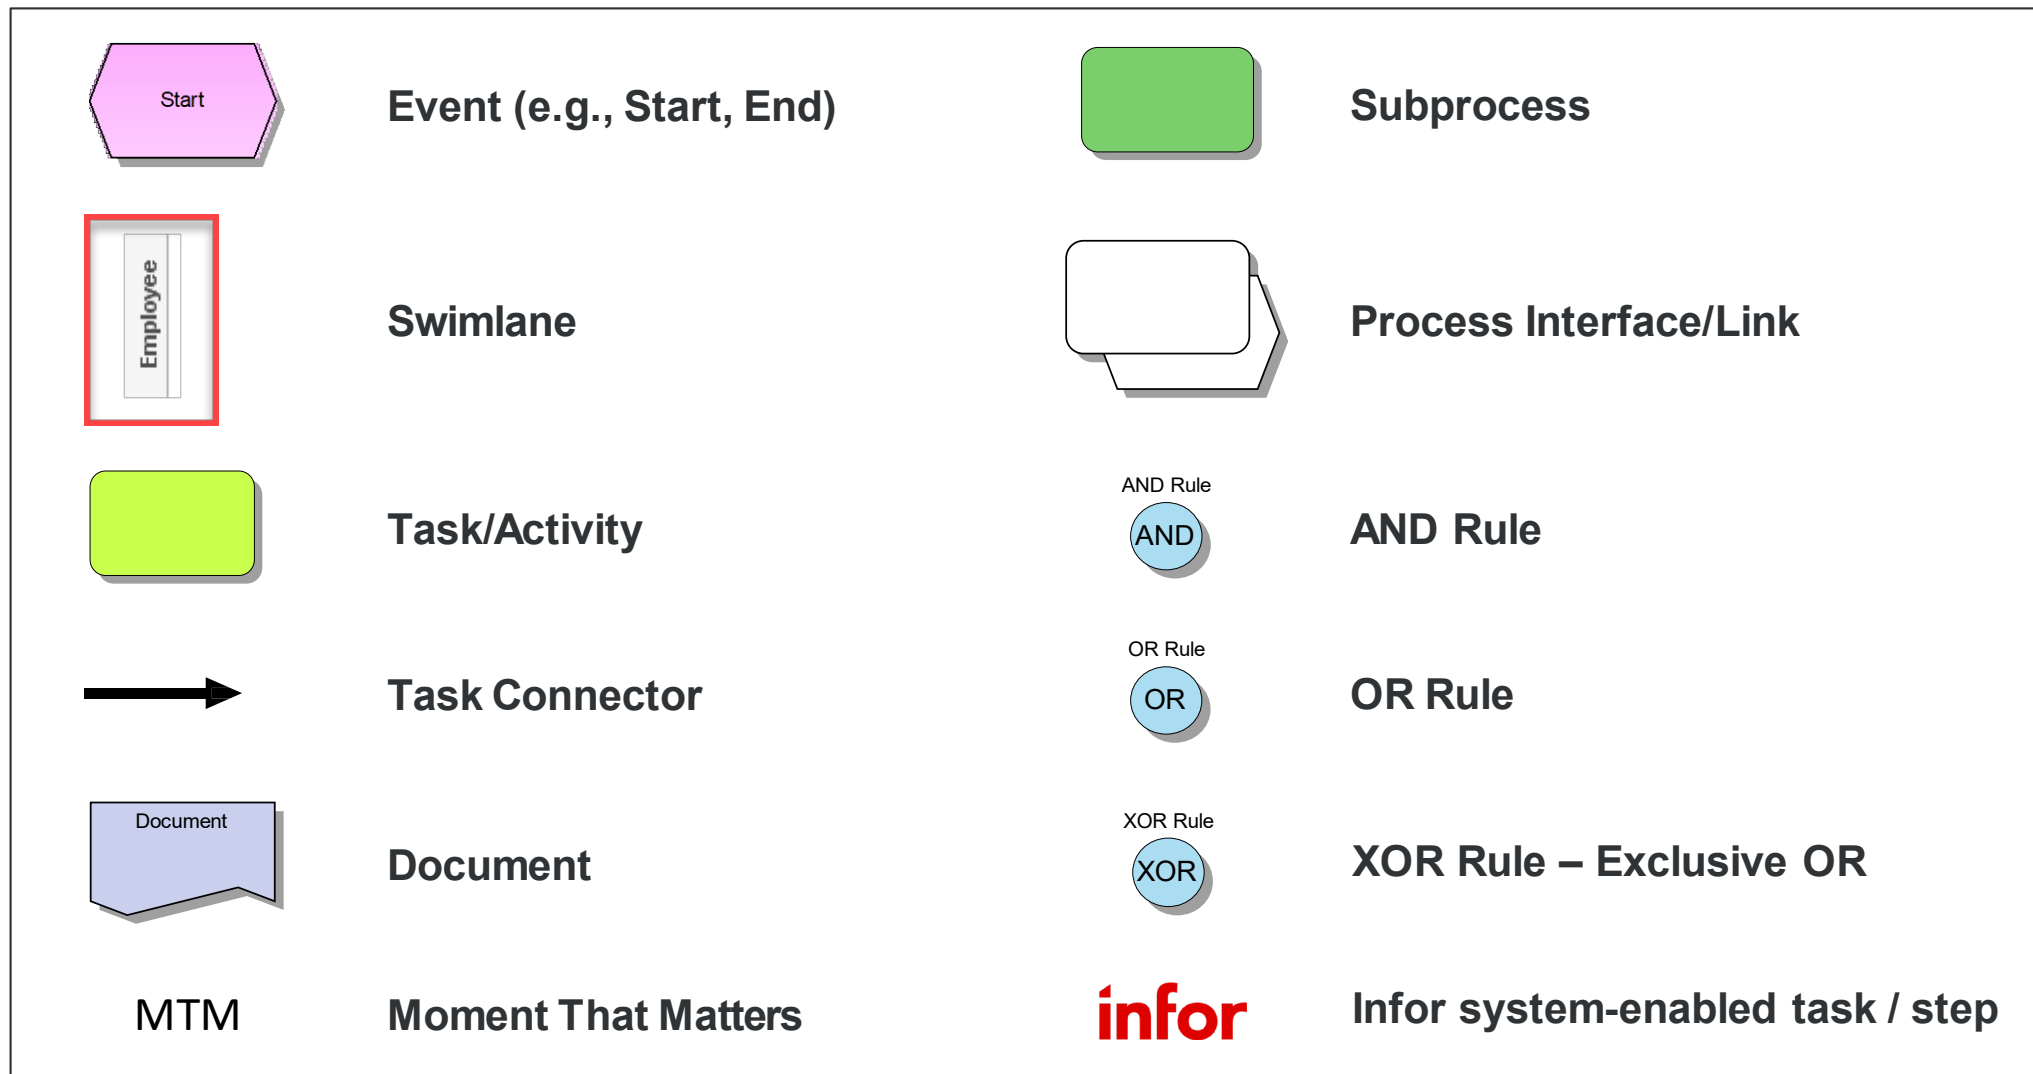 Start
Event (e.g., Start, End)
Subprocess
Employee
Swimlane
Process Interface/Link
Task/Activity
AND Rule
AND
AND Rule
Task Connector
OR Rule
OR
OR Rule
Document
Document
XOR Rule
XOR
XOR Rule – Exclusive OR
MTM
Moment That Matters
infor
Infor system-enabled task / step